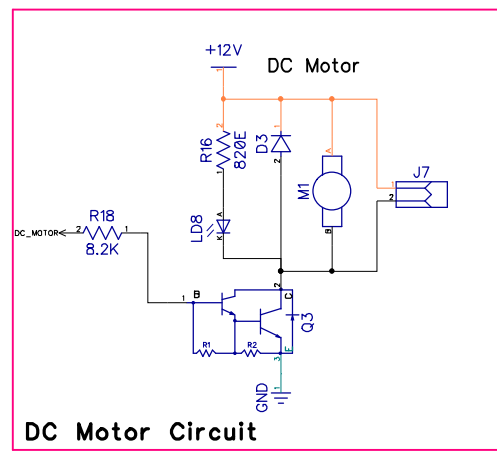 +12V
DC Motor
1
2
R16
820E
1
1
D3
2
A
M1
B
J7
1
2
A
LD8
K
DC_MOTOR
2
R18
1
8.2K
1
B
2
C
Q3
R1
R2
3
E
GND
1
DC Motor Circuit